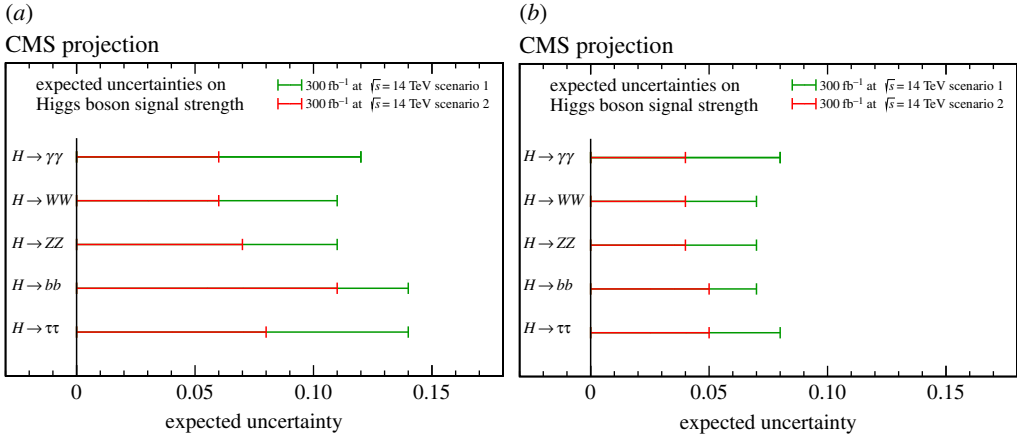 (a)
CMS projection
expected uncertainties on
Higgs boson signal strength
300 fb⁻¹ at √s = 14 TeV scenario 1
300 fb⁻¹ at √s = 14 TeV scenario 2
H → γγ
H → WW
H → ZZ
H → bb
H → ττ
0 0.05 0.10 0.15
expected uncertainty
(b)
CMS projection
expected uncertainties on
Higgs boson signal strength
300 fb⁻¹ at √s = 14 TeV scenario 1
300 fb⁻¹ at √s = 14 TeV scenario 2
H → γγ
H → WW
H → ZZ
H → bb
H → ττ
0 0.05 0.10 0.15
expected uncertainty